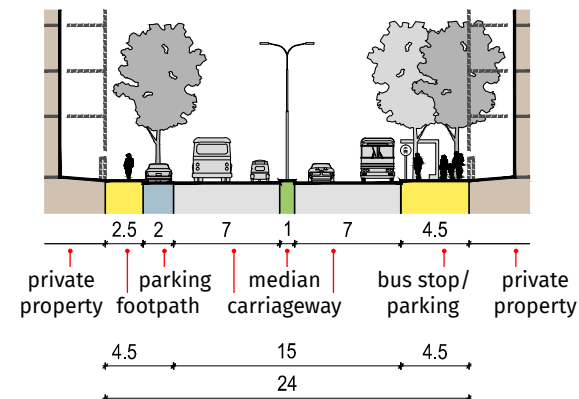 2.5 2 7 1 7 4.5
private parking median bus stop/ private
property footpath carriageway parking property
4.5 15 4.5
24